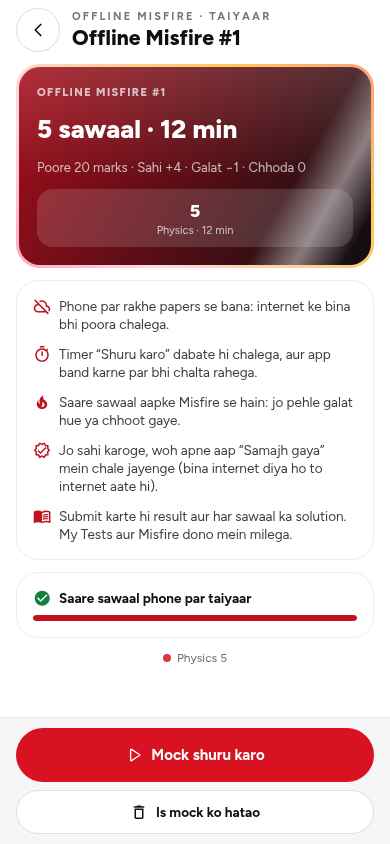 OFFLINE MISFIRE · TAIYAAR
Offline Misfire #1
OFFLINE MISFIRE #1
5 sawaal · 12 min
Poore 20 marks · Sahi +4 · Galat −1 · Chhoda 0
5
Physics · 12 min
Phone par rakhe papers se bana: internet ke bina
bhi poora chalega.
Timer “Shuru karo” dabate hi chalega, aur app
band karne par bhi chalta rahega.
Saare sawaal aapke Misfire se hain: jo pehle galat
hue ya chhoot gaye.
Jo sahi karoge, woh apne aap “Samajh gaya”
mein chale jayenge (bina internet diya ho to
internet aate hi).
Submit karte hi result aur har sawaal ka solution.
My Tests aur Misfire dono mein milega.
Saare sawaal phone par taiyaar
Physics 5
Mock shuru karo
Is mock ko hatao